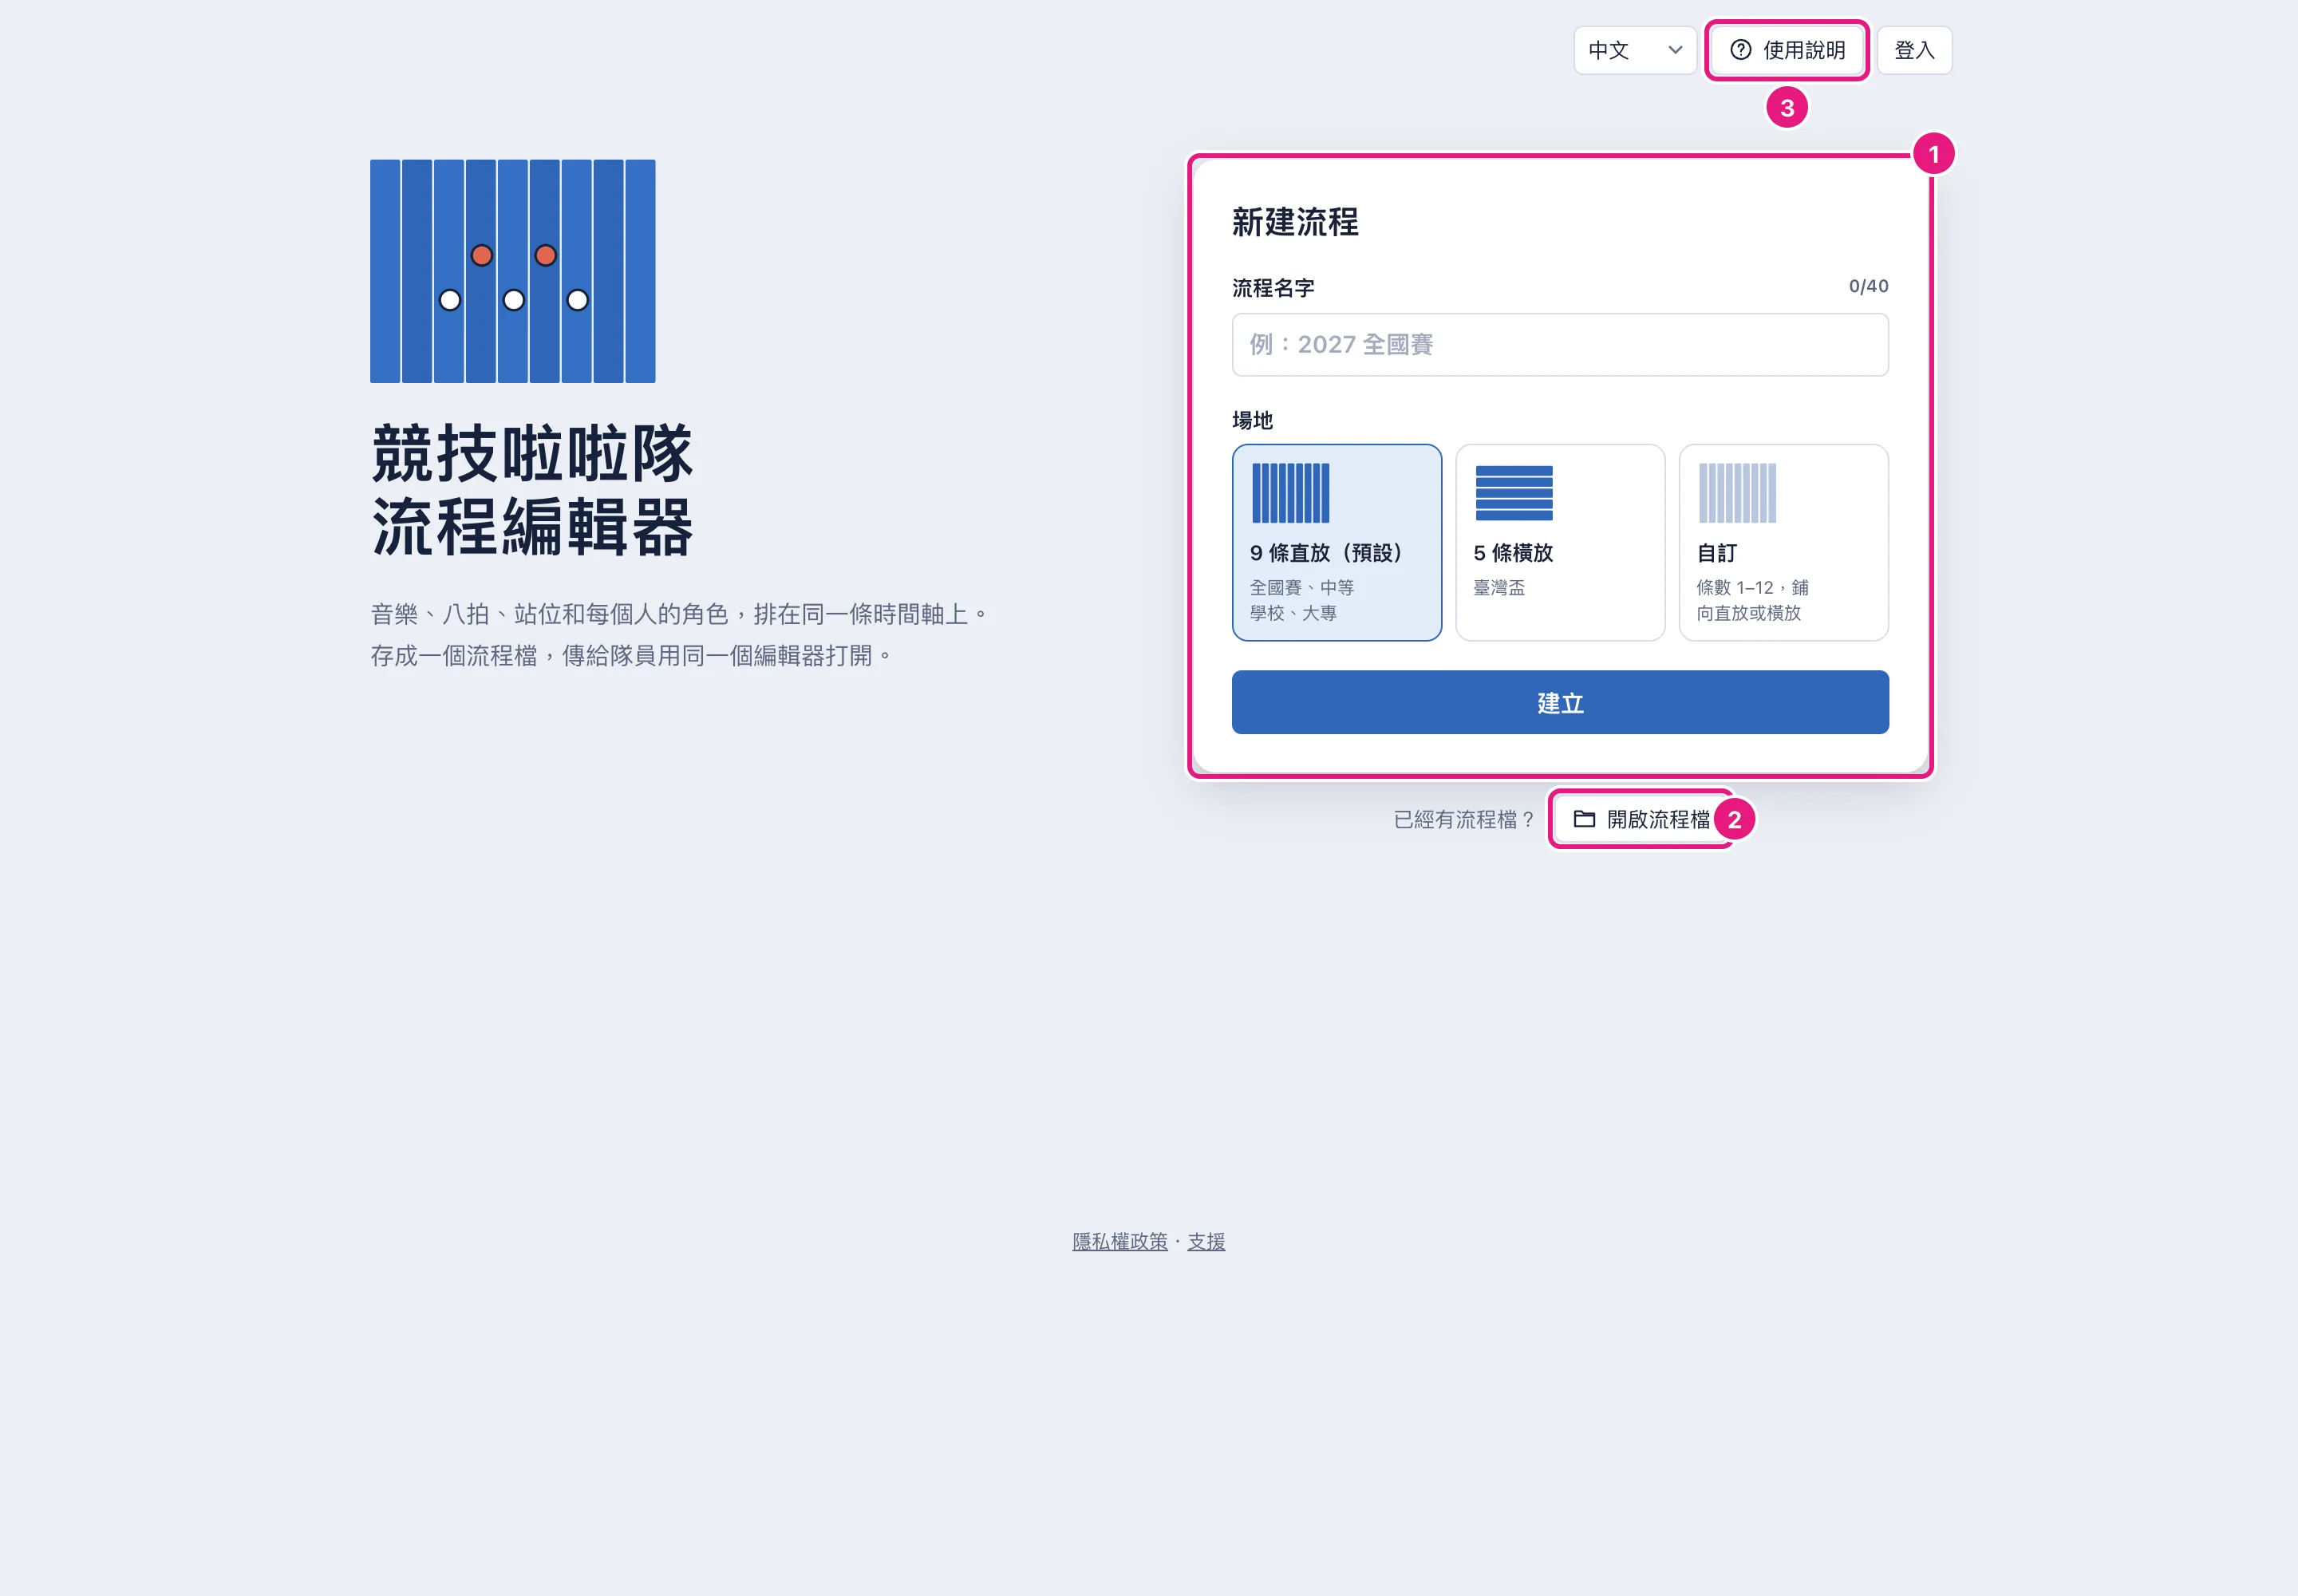 中文
使用說明
登入
3
1
競技啦啦隊
流程編輯器
音樂、八拍、站位和每個人的角色，排在同一條時間軸上。
存成一個流程檔，傳給隊員用同一個編輯器打開。
新建流程
流程名字
0/40
例：2027 全國賽
場地
9 條直放（預設）
全國賽、中等
學校、大專
5 條橫放
臺灣盃
自訂
條數 1–12，鋪
向直放或橫放
建立
已經有流程檔？
開啟流程檔
2
隱私權政策 · 支援